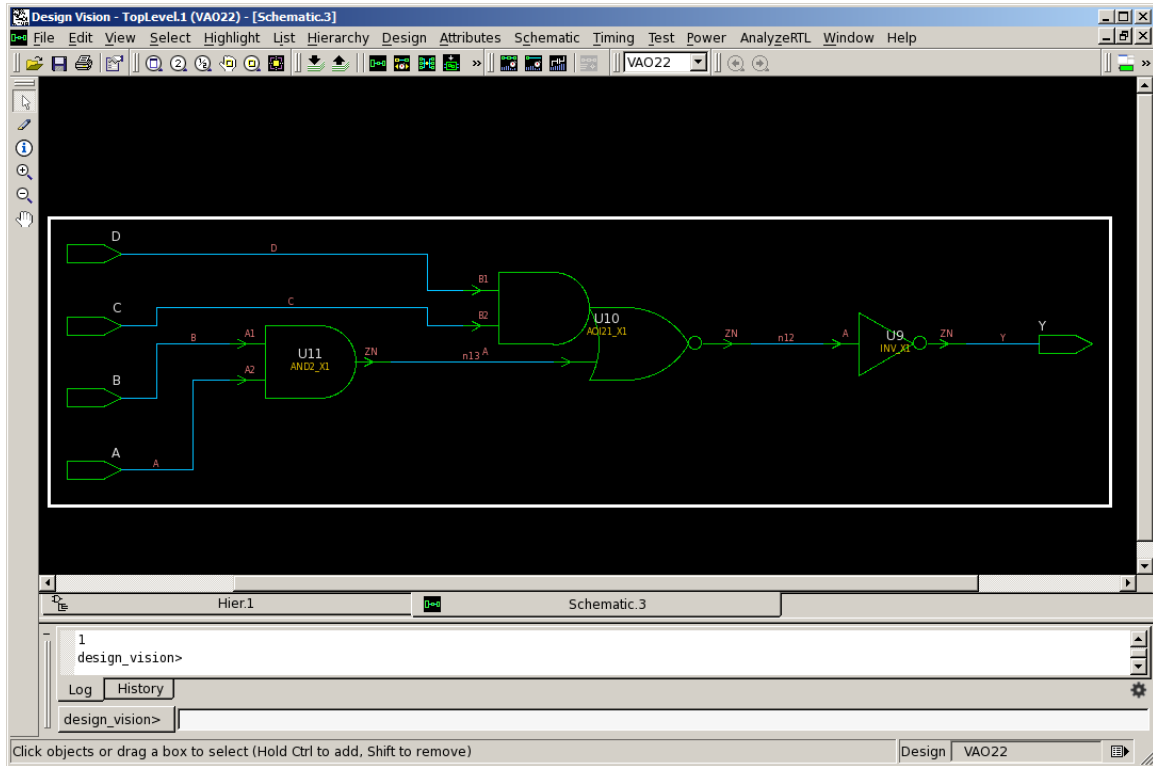 Design Vision - TopLevel.1 (VAO22) - [Schematic.3]
File Edit View Select Highlight List Hierarchy Design Attributes Schematic Timing Test Power AnalyzeRTL Window Help
VAO22
D
D
B1
C
C
B2
U10
AOI21_X1
ZN
n12
A
U9
INV_X1
ZN
Y
Y
B
A1
U11
AND2_X1
ZN
n13
A
A2
B
A
A
Hier.1
Schematic.3
1
design_vision>
Log History
design_vision>
Click objects or drag a box to select (Hold Ctrl to add, Shift to remove)
Design VAO22